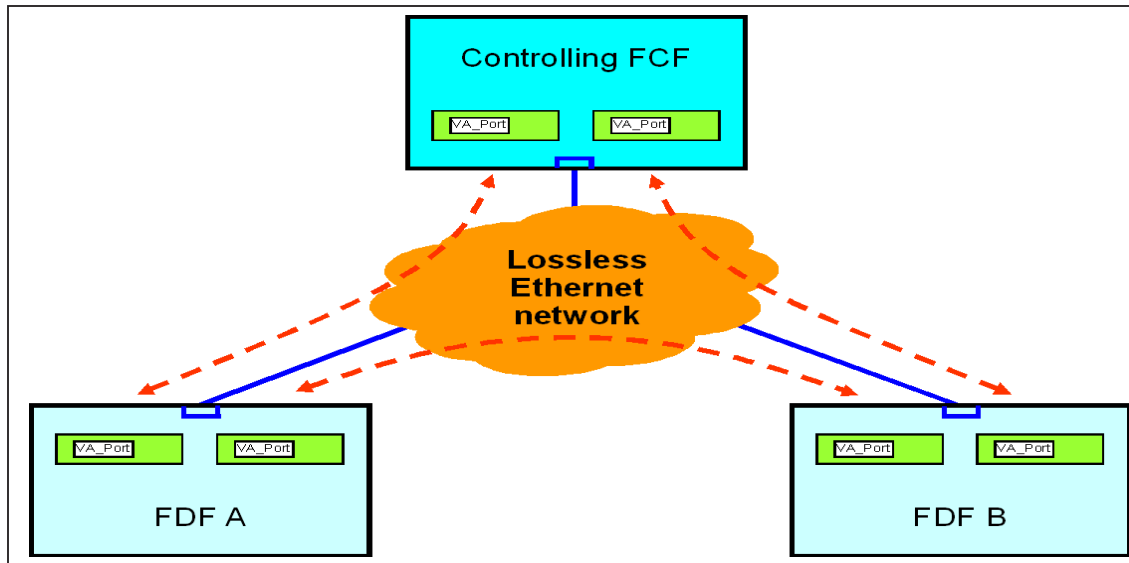 Controlling FCF
VA_Port
VA_Port
Lossless
Ethernet
network
VA_Port
VA_Port
FDF A
VA_Port
VA_Port
FDF B